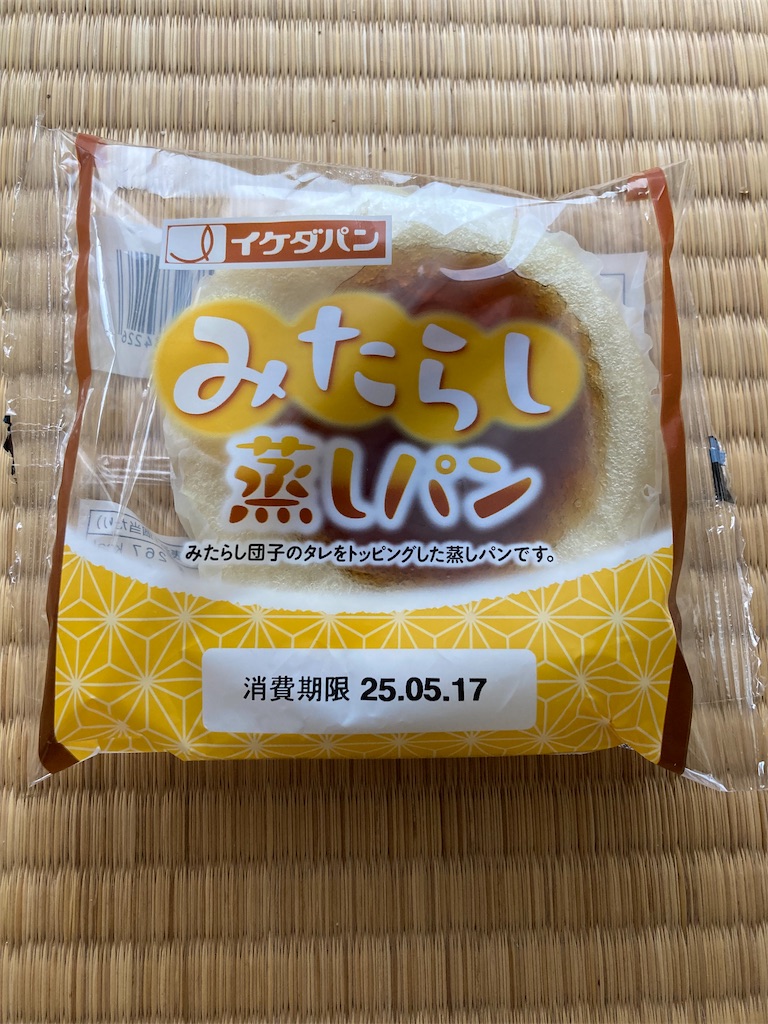 イケダパン
みたらし
蒸しパン
みたらし団子のタレをトッピングした蒸しパンです。
消費期限 25.05.17